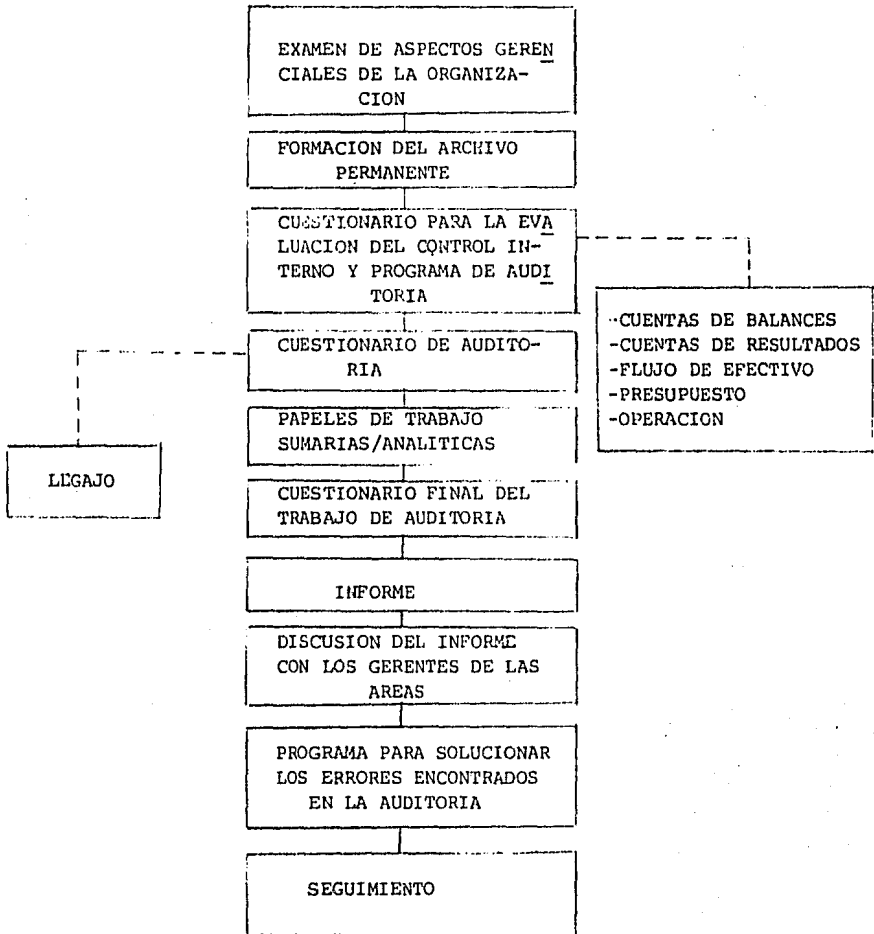 EXAMEN DE ASPECTOS GEREN
CIALES DE LA ORGANIZA-
CION
FORMACION DEL ARCHIVO
PERMANENTE
CUESTIONARIO PARA LA EVA
LUACION DEL CONTROL IN-
TERNO Y PROGRAMA DE AUDI
TORIA
-CUENTAS DE BALANCES
-CUENTAS DE RESULTADOS
-FLUJO DE EFECTIVO
-PRESUPUESTO
-OPERACION
CUESTIONARIO DE AUDITO-
RIA
LEGAJO
PAPELES DE TRABAJO
SUMARIAS/ANALITICAS
CUESTIONARIO FINAL DEL
TRABAJO DE AUDITORIA
INFORME
DISCUSION DEL INFORME
CON LOS GERENTES DE LAS
AREAS
PROGRAMA PARA SOLUCIONAR
LOS ERRORES ENCONTRADOS
EN LA AUDITORIA
SEGUIMIENTO